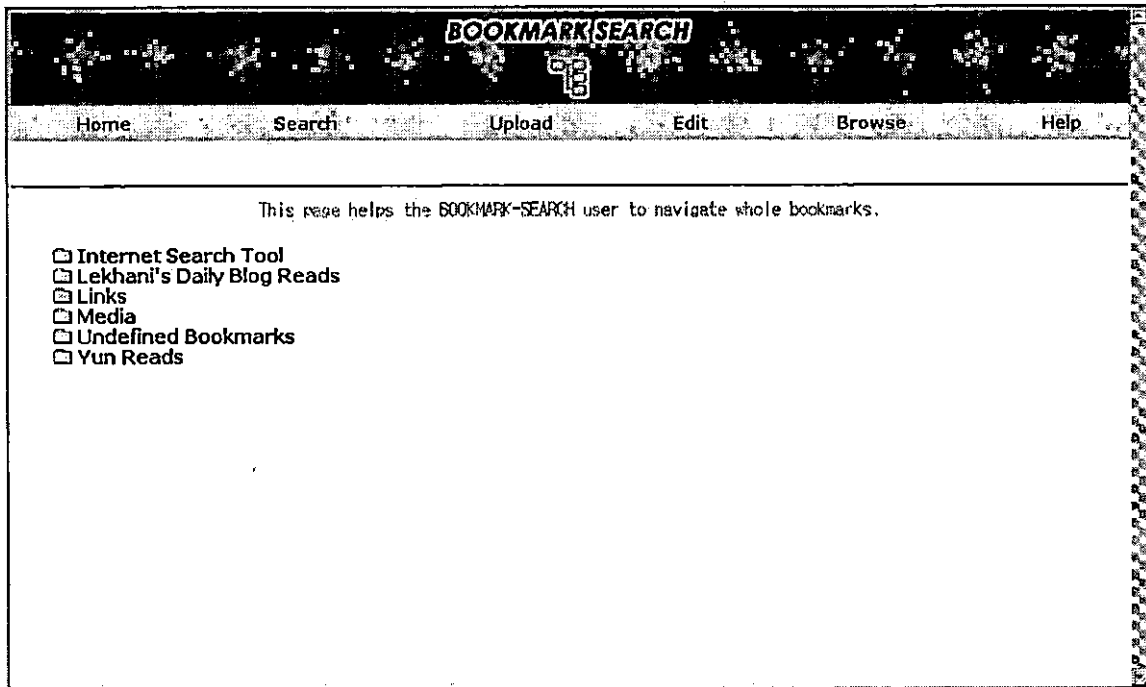 BOOKMARK SEARCH
Home Search Upload Edit Browse Help
This page helps the BOOKMARK-SEARCH user to navigate whole bookmarks.
Internet Search Tool
Lekhani's Daily Blog Reads
Links
Media
Undefined Bookmarks
Yun Reads